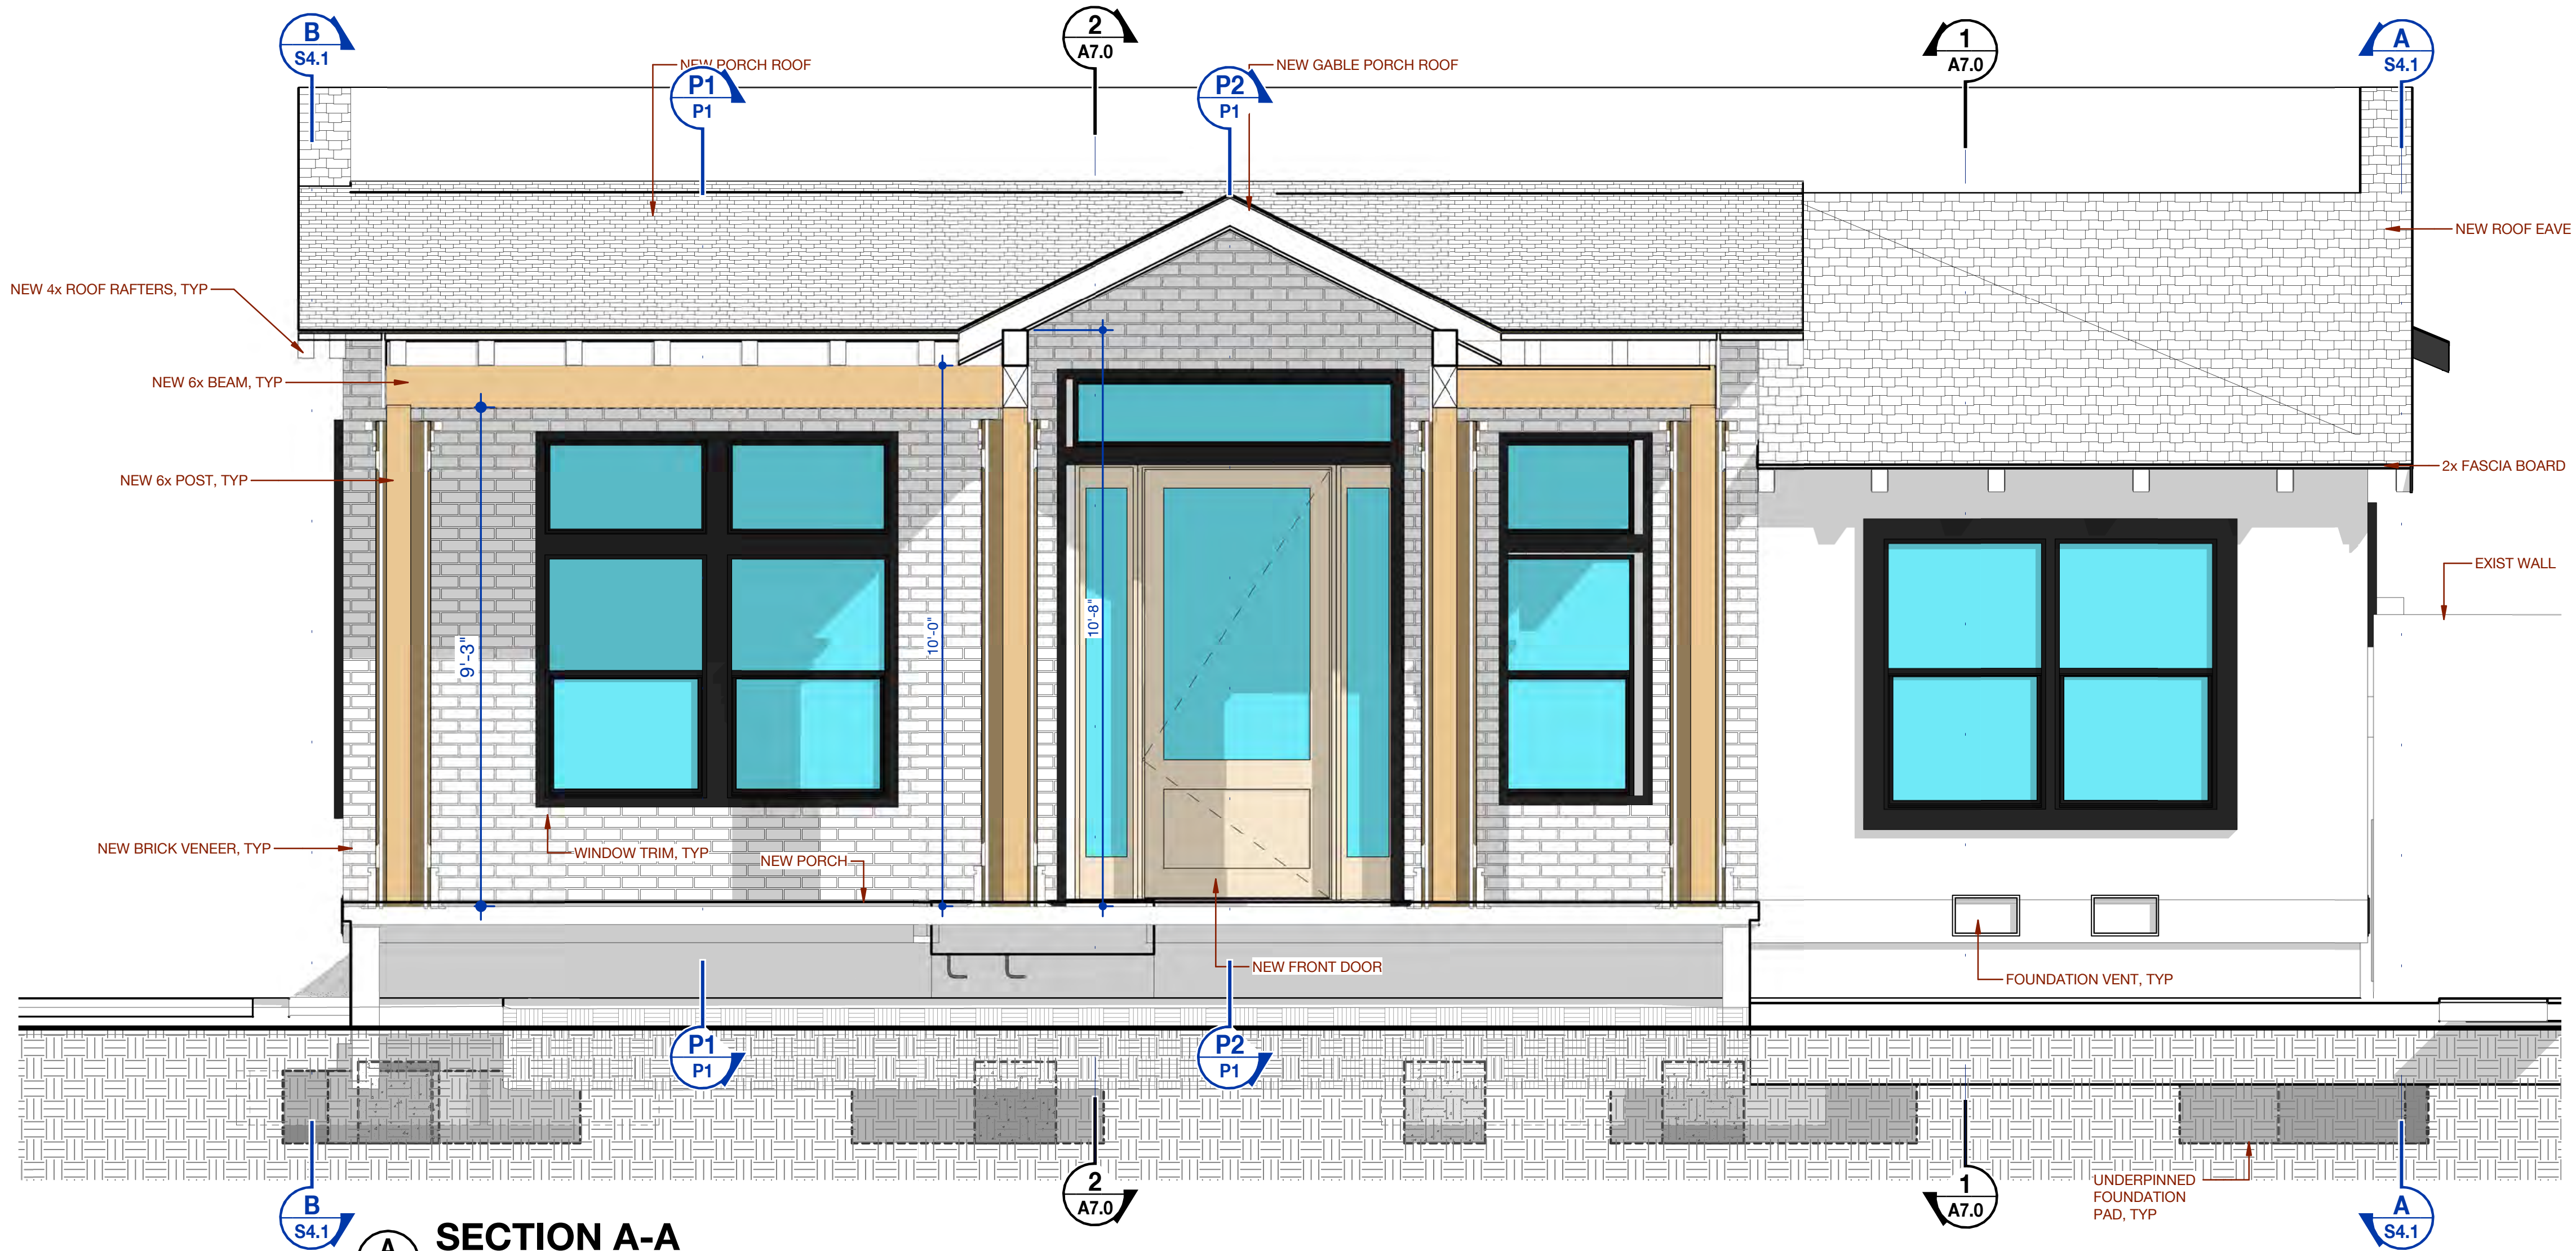 B
S4.1
2
A7.0
1
A7.0
A
S4.1
NEW PORCH ROOF
NEW GABLE PORCH ROOF
P1
P1
P2
P1
NEW ROOF EAVE
NEW 4x ROOF RAFTERS, TYP
NEW 6x BEAM, TYP
NEW 6x POST, TYP
2x FASCIA BOARD
EXIST WALL
9'-3"
10'-0"
10'-8"
NEW BRICK VENEER, TYP
WINDOW TRIM, TYP
NEW PORCH
NEW FRONT DOOR
FOUNDATION VENT, TYP
P1
P1
P2
P1
UNDERPINNED
FOUNDATION
PAD, TYP
B
S4.1
2
A7.0
1
A7.0
A
S4.1
A
SECTION A-A